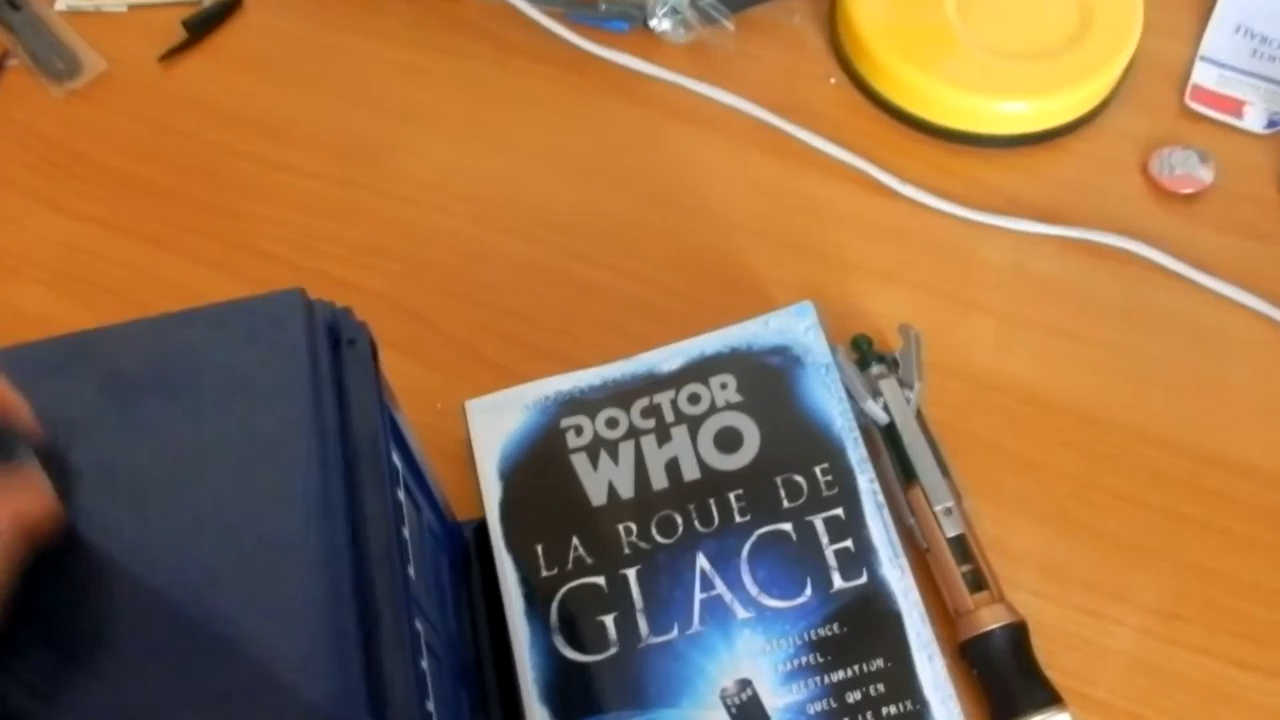 DOCTOR
WHO
LA ROUE DE
GLACE
RÉSILIENCE.
RAPPEL.
RESTAURATION.
QUEL QU'EN
LE PRIX.